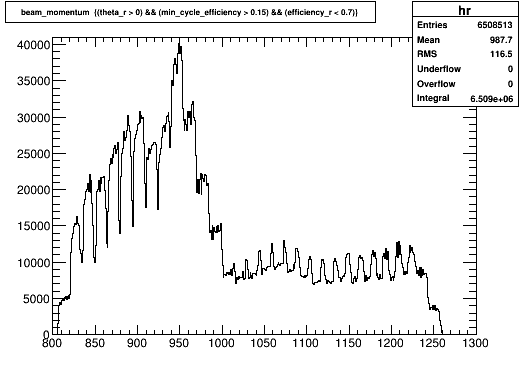 beam_momentum {(theta_r > 0) && (min_cycle_efficiency > 0.15) && (efficiency_r < 0.7)}
hr
Entries 6508513
Mean 987.7
RMS 116.5
Underflow 0
Overflow 0
Integral 6.509e+06
40000
35000
30000
25000
20000
15000
10000
5000
0
800 850 900 950 1000 1050 1100 1150 1200 1250 1300